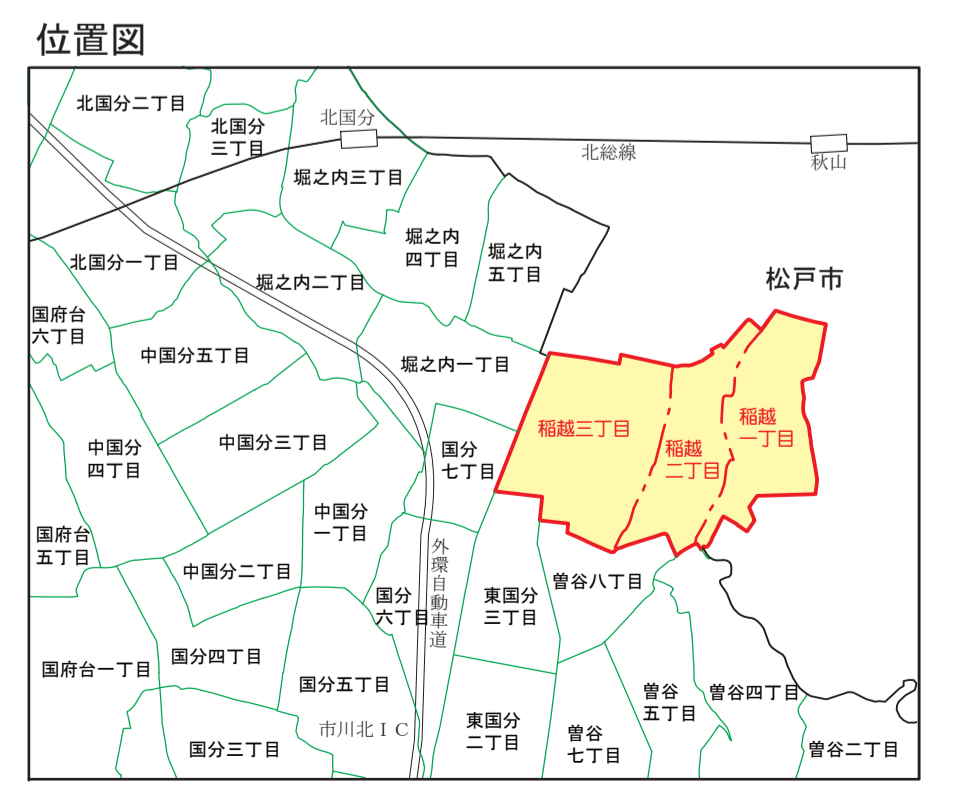 位置図
北国分二丁目
北国分
三丁目
北国分
北総線
秋山
堀之内三丁目
堀之内
四丁目
堀之内
五丁目
北国分一丁目
堀之内二丁目
松戸市
国府台
六丁目
中国分五丁目
堀之内一丁目
稲越三丁目
稲越
二丁目
稲越
一丁目
中国分
四丁目
中国分三丁目
国分
七丁目
中国分
一丁目
国府台
五丁目
外環自動車道
中国分二丁目
国分
六丁目
東国分
三丁目
曽谷八丁目
国府台一丁目
国分四丁目
国分五丁目
曽谷
五丁目
曽谷四丁目
市川北IC
東国分
二丁目
曽谷
七丁目
国分三丁目
曽谷二丁目